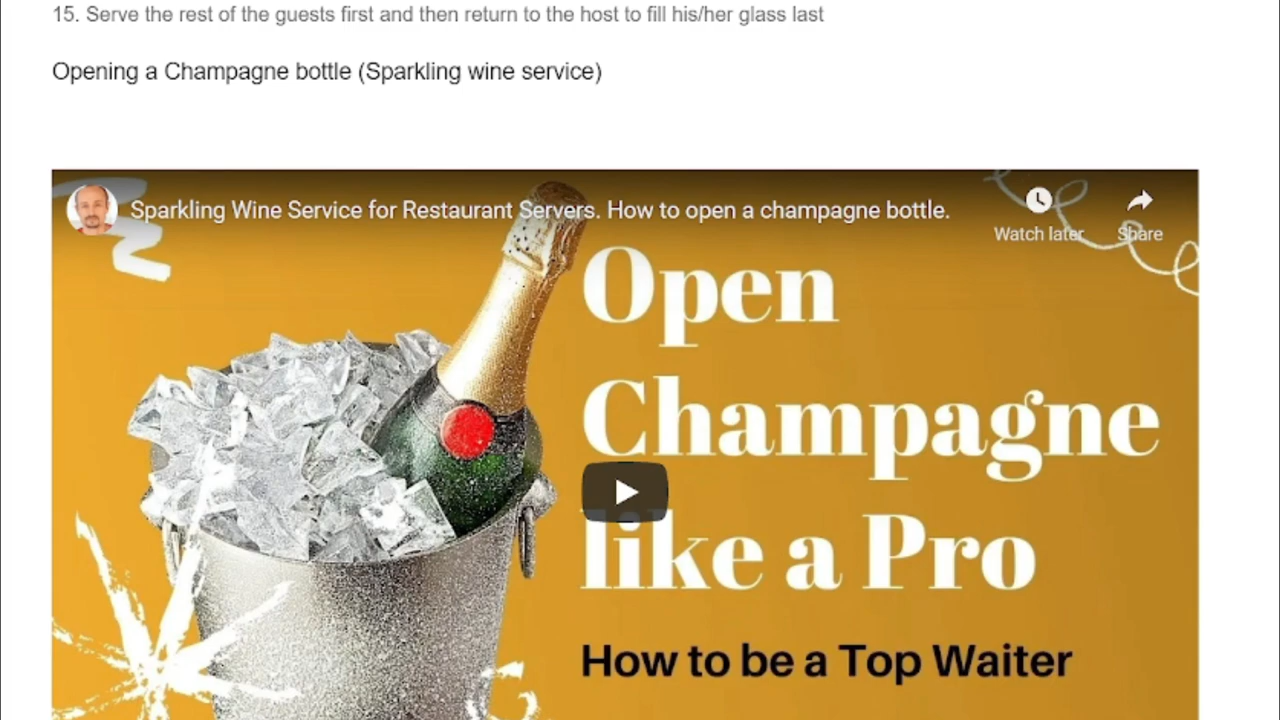 15. Serve the rest of the guests first and then return to the host to fill his/her glass last
Opening a Champagne bottle (Sparkling wine service)
Sparkling Wine Service for Restaurant Servers. How to open a champagne bottle.
Watch later
Share
Open
Champagne
like a Pro
How to be a Top Waiter